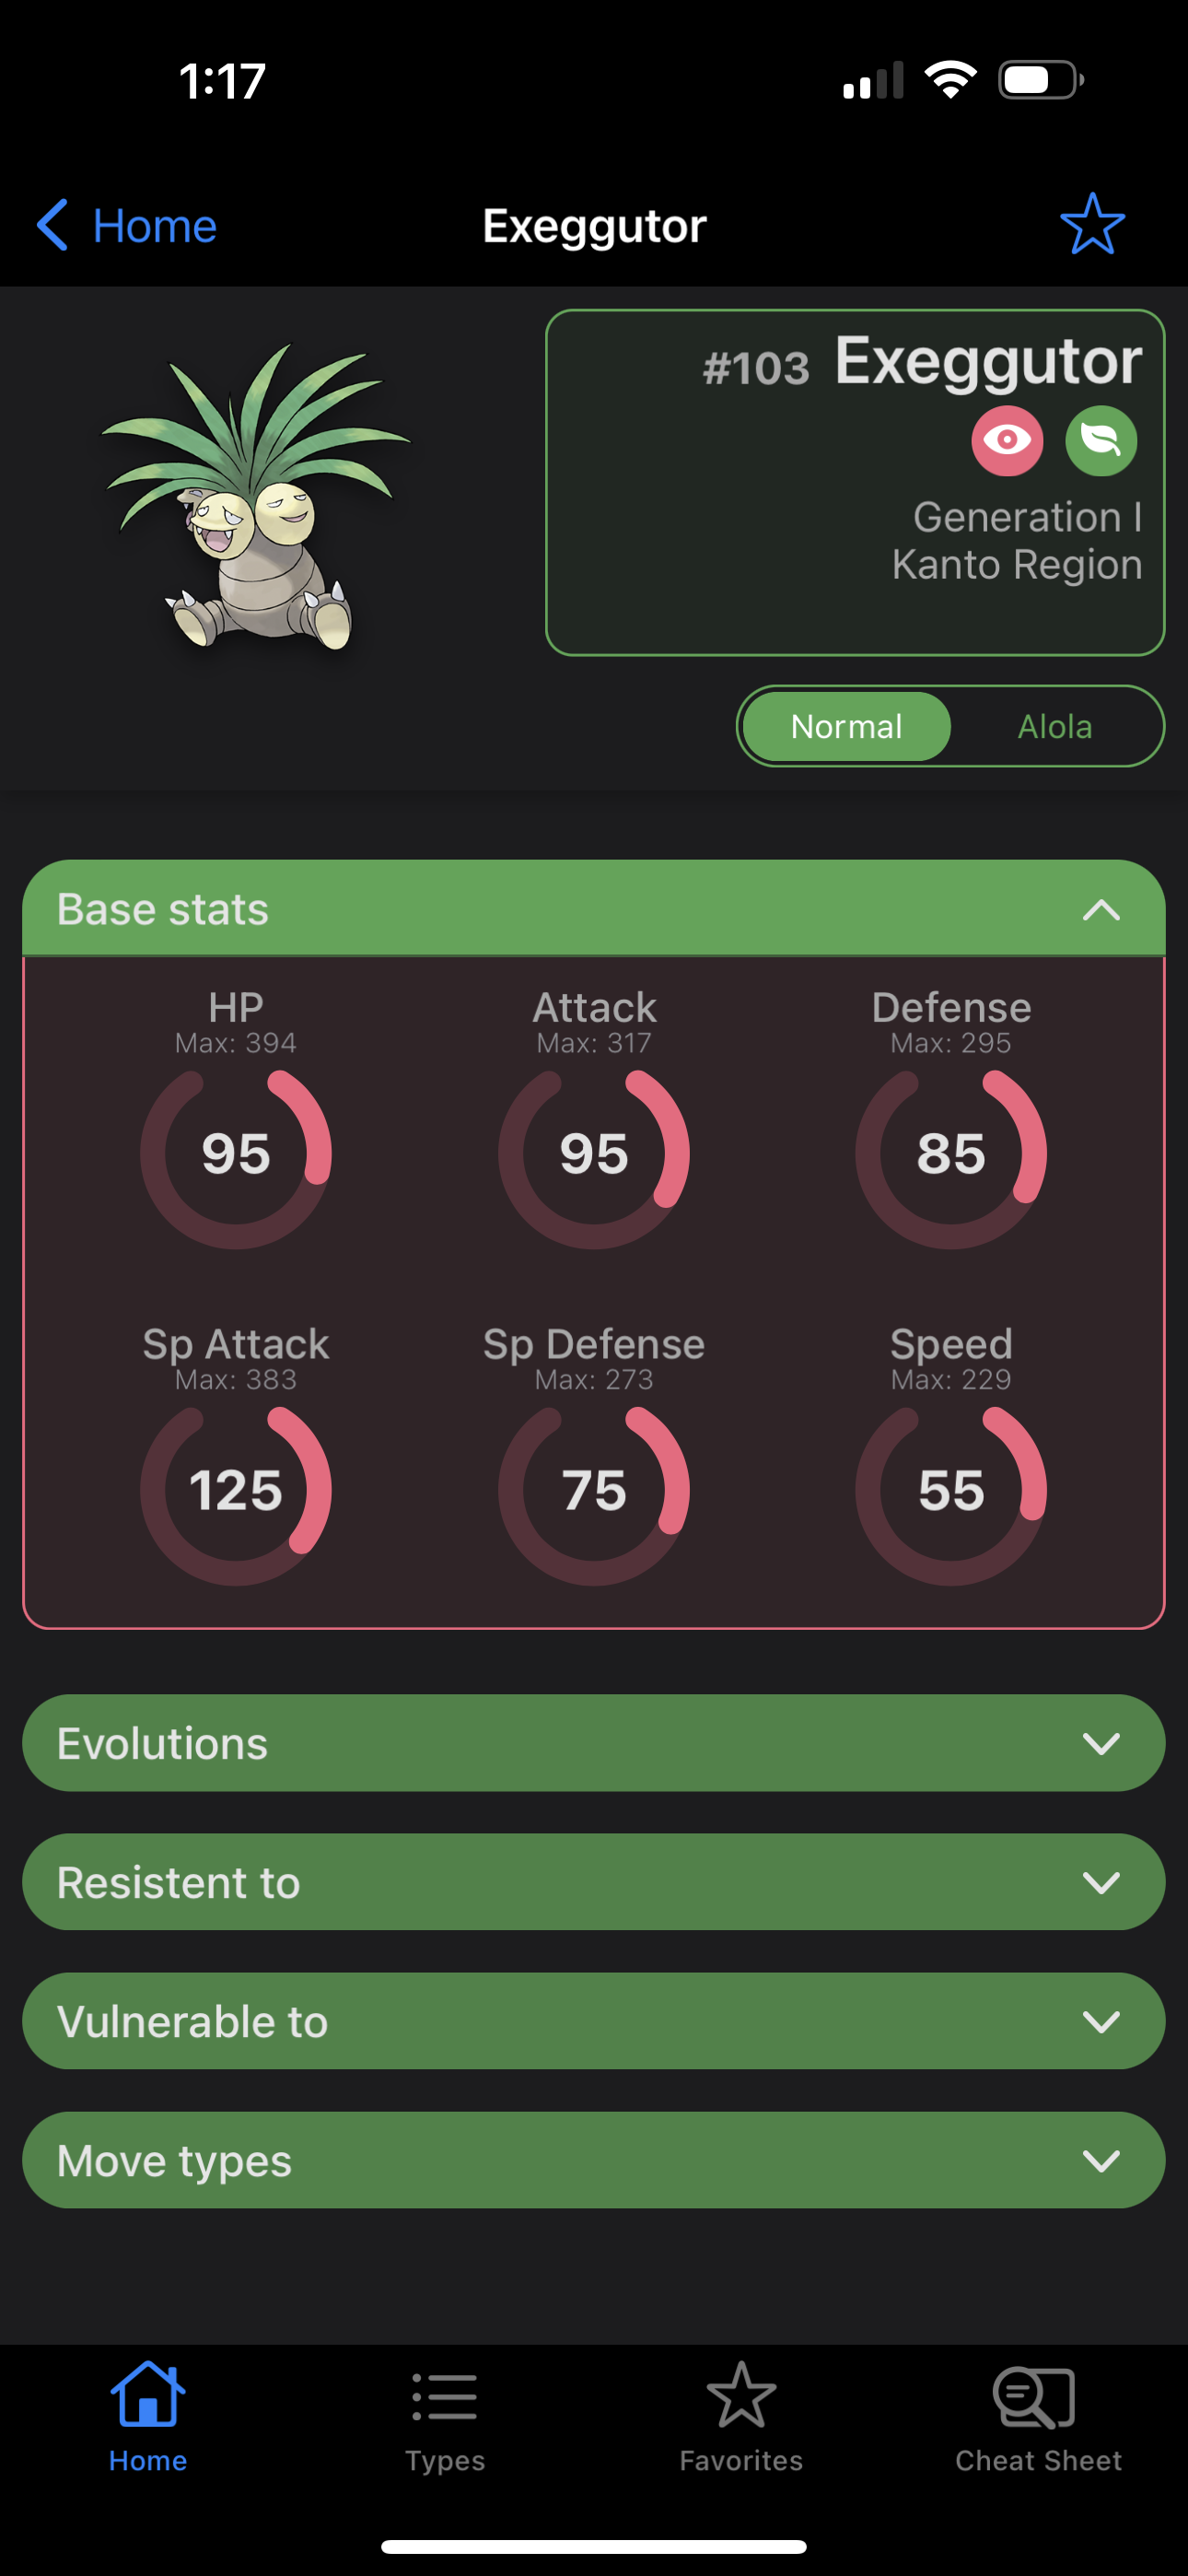 1:17
Home
Exeggutor
#103 Exeggutor
Generation I
Kanto Region
Normal
Alola
Base stats
HP
Max: 394
95
Attack
Max: 317
95
Defense
Max: 295
85
Sp Attack
Max: 383
125
Sp Defense
Max: 273
75
Speed
Max: 229
55
Evolutions
Resistent to
Vulnerable to
Move types
Home
Types
Favorites
Cheat Sheet